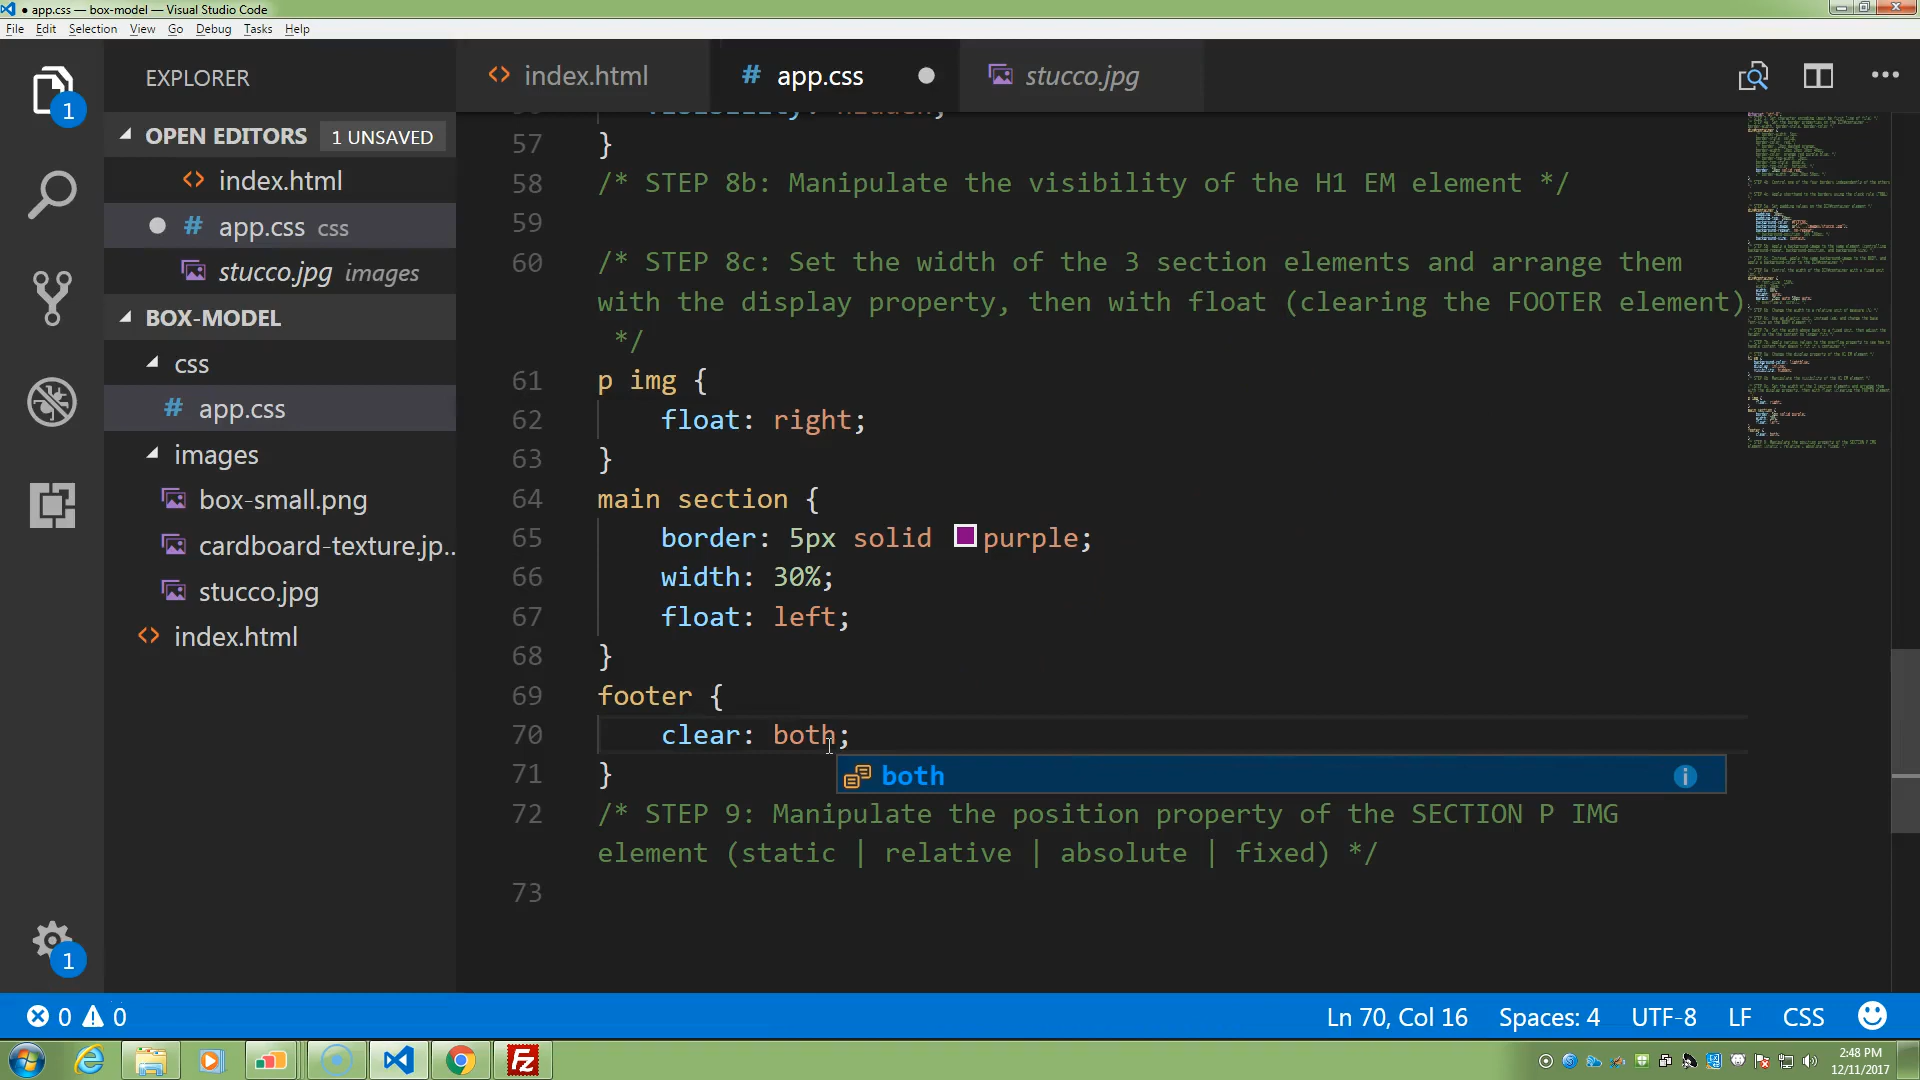 app.css — box-model — Visual Studio Code
File Edit Selection View Go Debug Tasks Help
EXPLORER
index.html
app.css
stucco.jpg
1
OPEN EDITORS 1 UNSAVED
index.html
app.css css
stucco.jpg images
BOX-MODEL
css
app.css
images
box-small.png
cardboard-texture.jp...
stucco.jpg
index.html
1
57 }
58 /* STEP 8b: Manipulate the visibility of the H1 EM element */
59
60 /* STEP 8c: Set the width of the 3 section elements and arrange them
with the display property, then with float (clearing the FOOTER element)
*/
61 p img {
62 float: right;
63 }
64 main section {
65 border: 5px solid purple;
66 width: 30%;
67 float: left;
68 }
69 footer {
70 clear: both;
71 }
both
72 /* STEP 9: Manipulate the position property of the SECTION P IMG
element (static | relative | absolute | fixed) */
73
0 0
Ln 70, Col 16 Spaces: 4 UTF-8 LF CSS
2:48 PM
12/11/2017